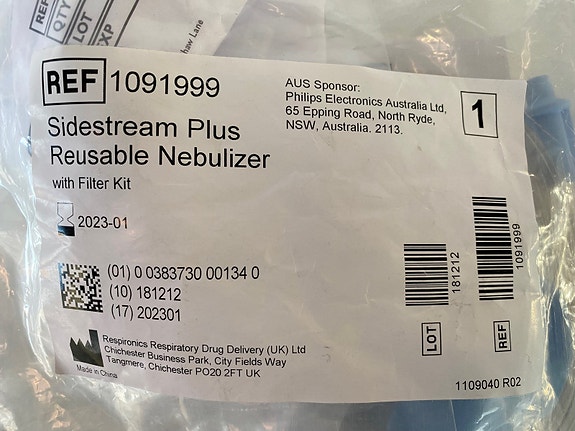 REF
QTY
LOT
EXP
haw Lane
REF 1091999
Sidestream Plus
Reusable Nebulizer
with Filter Kit
2023-01
(01) 0 0383730 00134 0
(10) 181212
(17) 202301
Respironics Respiratory Drug Delivery (UK) Ltd
Chichester Business Park, City Fields Way
Tangmere, Chichester PO20 2FT UK
Made in China
AUS Sponsor:
Philips Electronics Australia Ltd,
65 Epping Road, North Ryde,
NSW, Australia. 2113.
1
181212
LOT
1091999
REF
1109040 R02